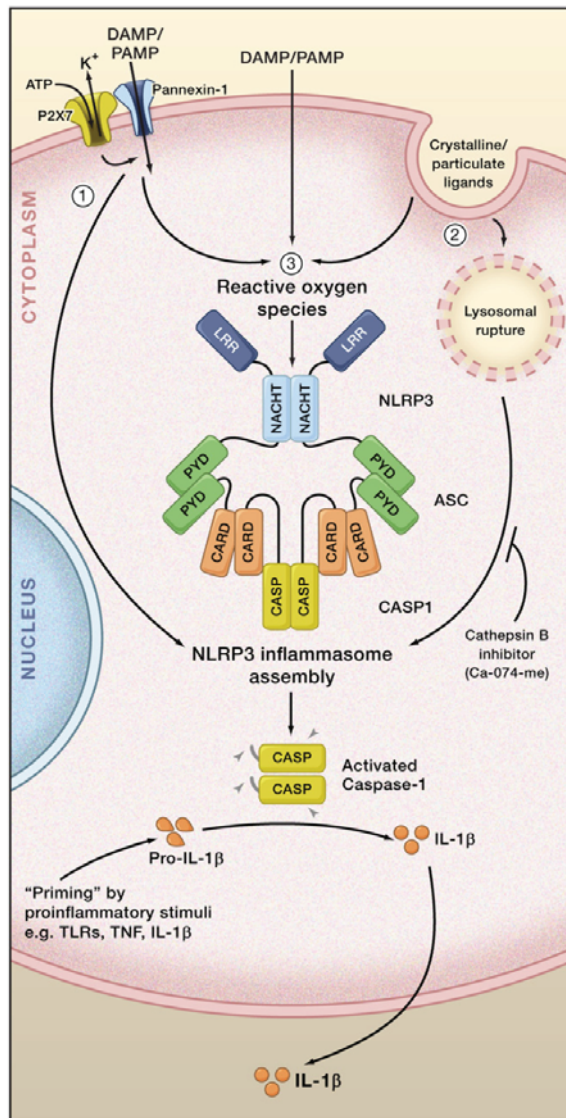 DAMP/
PAMP
K+
ATP
Pannexin-1
P2X7
DAMP/PAMP
Crystalline/
particulate
ligands
1
2
CYTOPLASM
3
Reactive oxygen
species
Lysosomal
rupture
LRR
LRR
NACHT
NACHT
NLRP3
PYD
PYD
PYD
PYD
ASC
CARD
CARD
CARD
CARD
CASP
CASP
CASP1
NUCLEUS
NLRP3 inflammasome
assembly
Cathepsin B
inhibitor
(Ca-074-me)
CASP
CASP
Activated
Caspase-1
Pro-IL-1β
IL-1β
“Priming” by
proinflammatory stimuli
e.g. TLRs, TNF, IL-1β
IL-1β